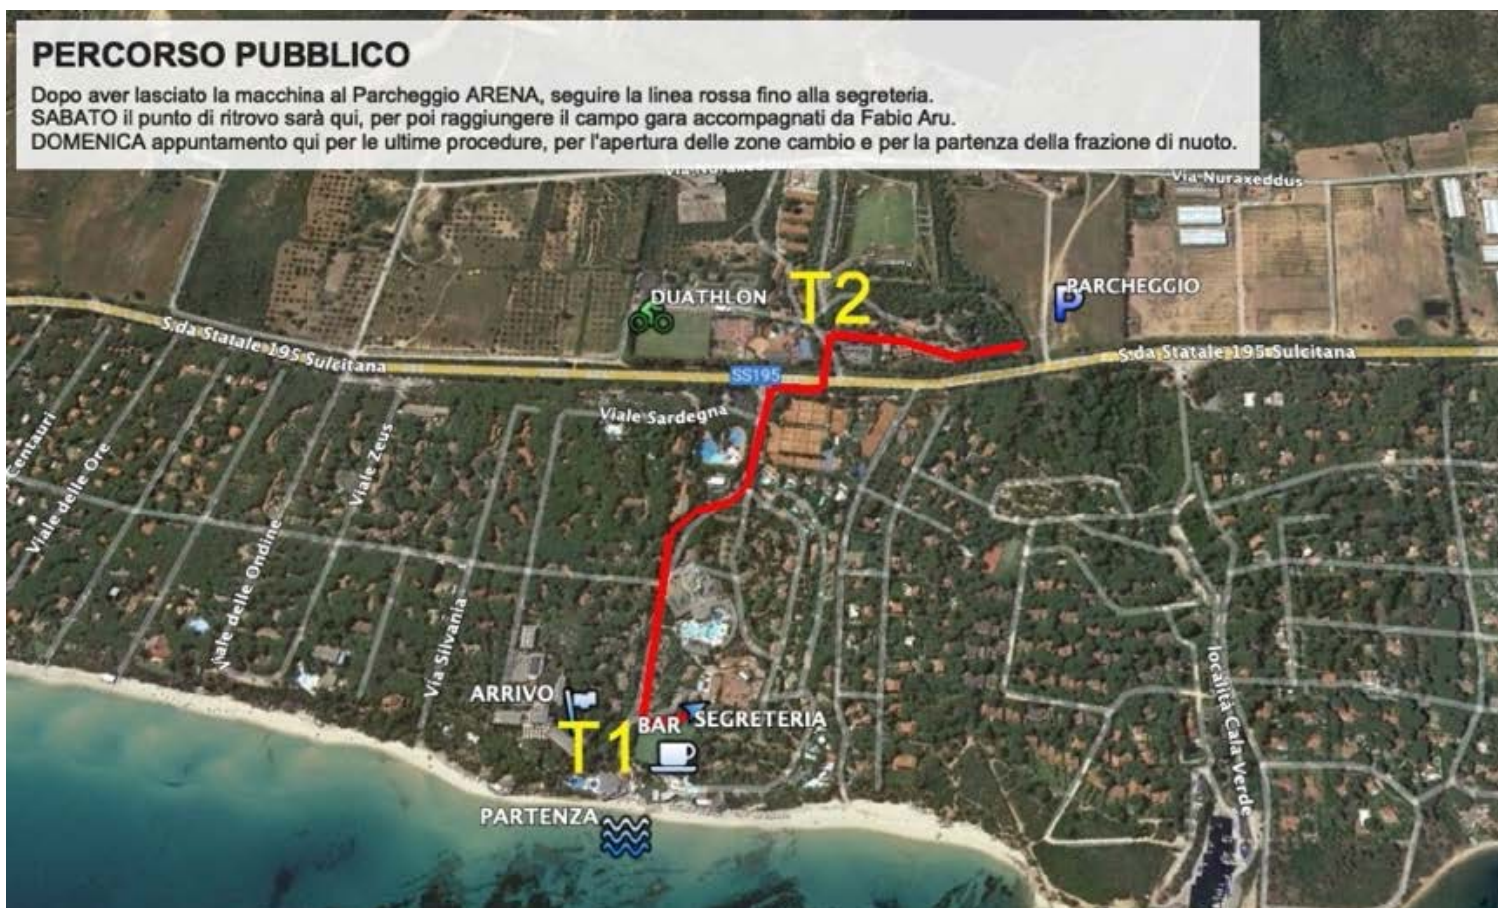 PERCORSO PUBBLICO
Dopo aver lasciato la macchina al Parcheggio ARENA, seguire la linea rossa fino alla segreteria.
SABATO il punto di ritrovo sarà qui, per poi raggiungere il campo gara accompagnati da Fabio Aru.
DOMENICA appuntamento qui per le ultime procedure, per l'apertura delle zone cambio e per la partenza della frazione di nuoto.
Via Nuraxeddus
Via Nuraxeddus
T2
P
PARCHEGGIO
DUATHLON
S.da Statale 195 Sulcitana
S.da Statale 195 Sulcitana
SS195
Viale Sardegna
Centauri
Viale delle Ore
Viale Zeus
Viale delle Ondine
Via Silvania
località Cala Verde
ARRIVO
T1
BAR
SEGRETERIA
PARTENZA